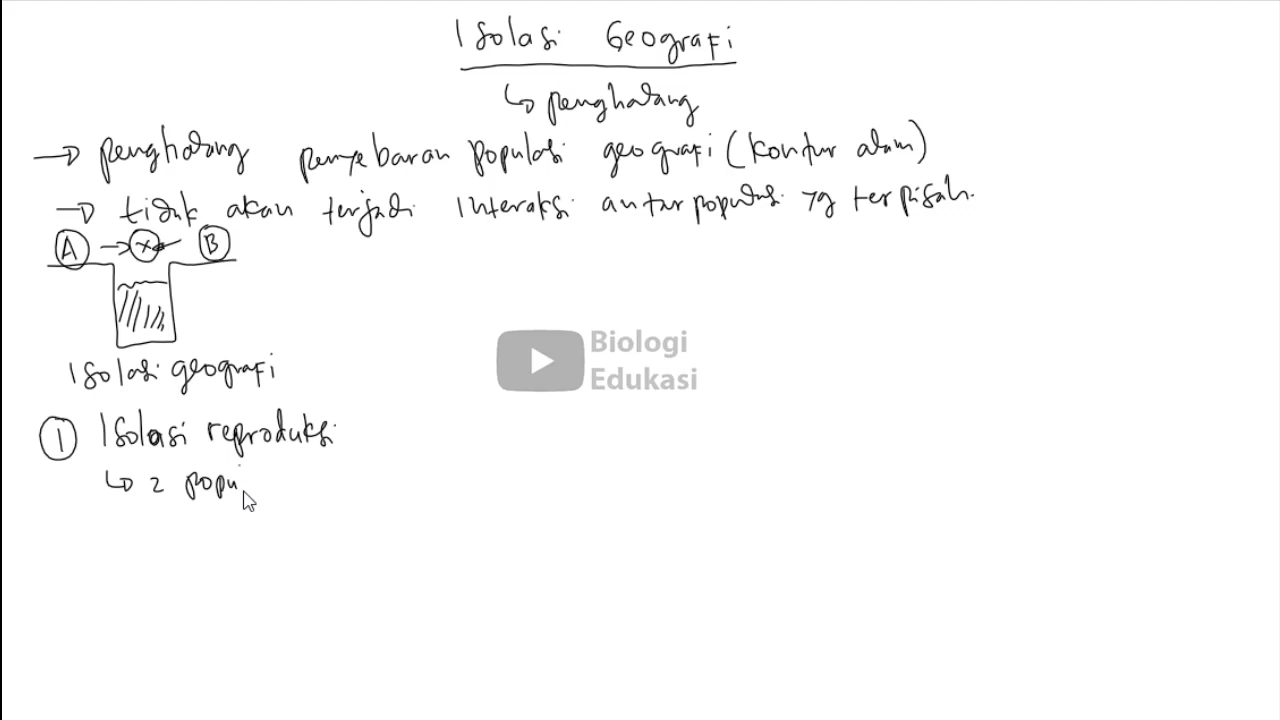 Isolasi Geografi
↳ penghalang
→ penghalang penyebaran populasi geografi (kontur alam)
→ tidak akan terjadi interaksi antar populasi yg terpisah.
A → x ← B
Isolasi geografi
① Isolasi reproduksi
↳ 2 popu
Biologi
Edukasi